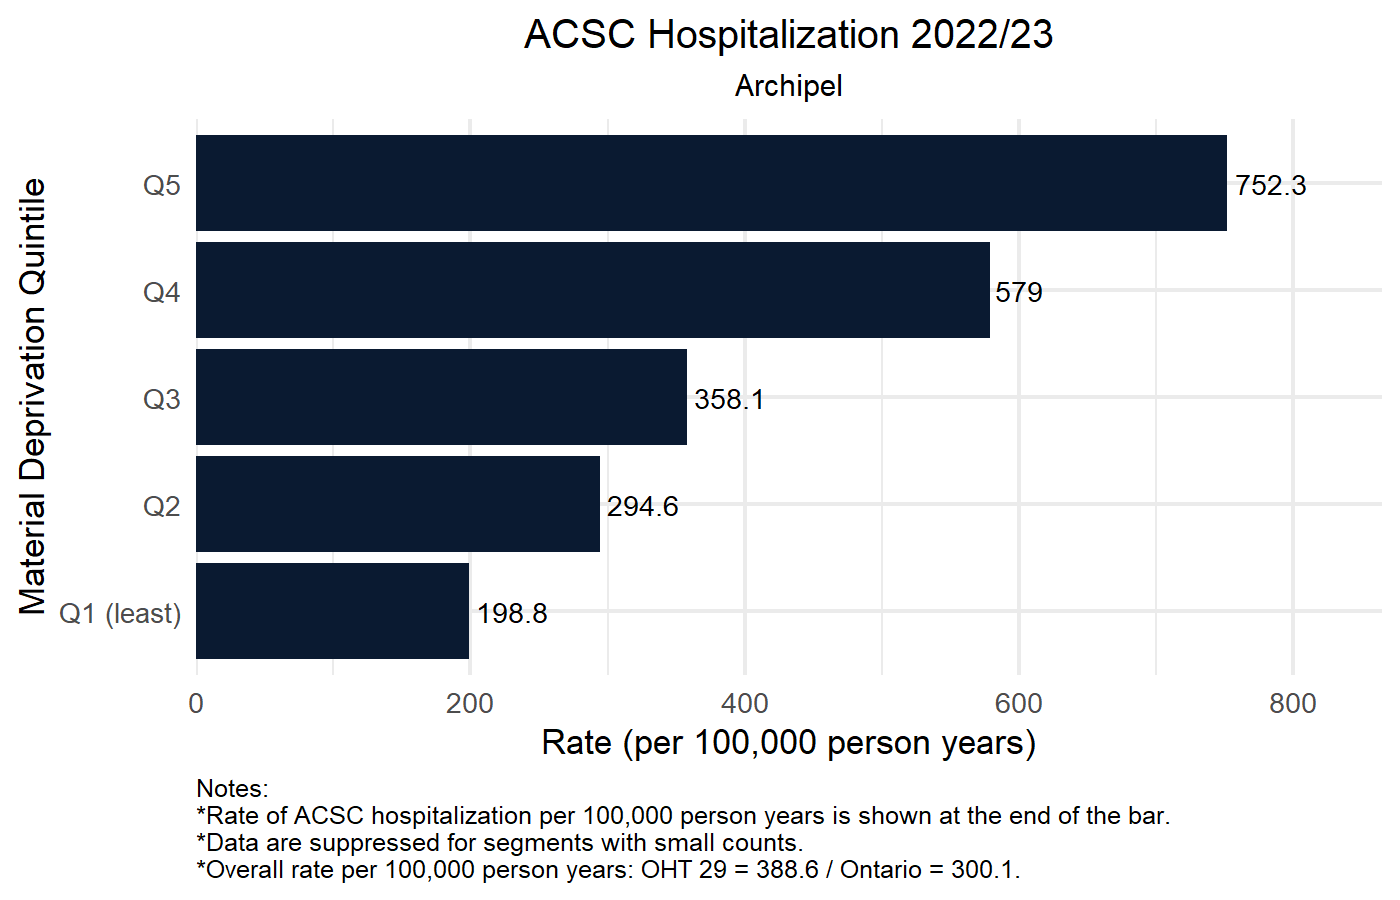 ACSC Hospitalization 2022/23
Archipel
Material Deprivation Quintile
Q5
752.3
Q4
579
Q3
358.1
Q2
294.6
Q1 (least)
198.8
0 200 400 600 800
Rate (per 100,000 person years)
Notes:
*Rate of ACSC hospitalization per 100,000 person years is shown at the end of the bar.
*Data are suppressed for segments with small counts.
*Overall rate per 100,000 person years: OHT 29 = 388.6 / Ontario = 300.1.